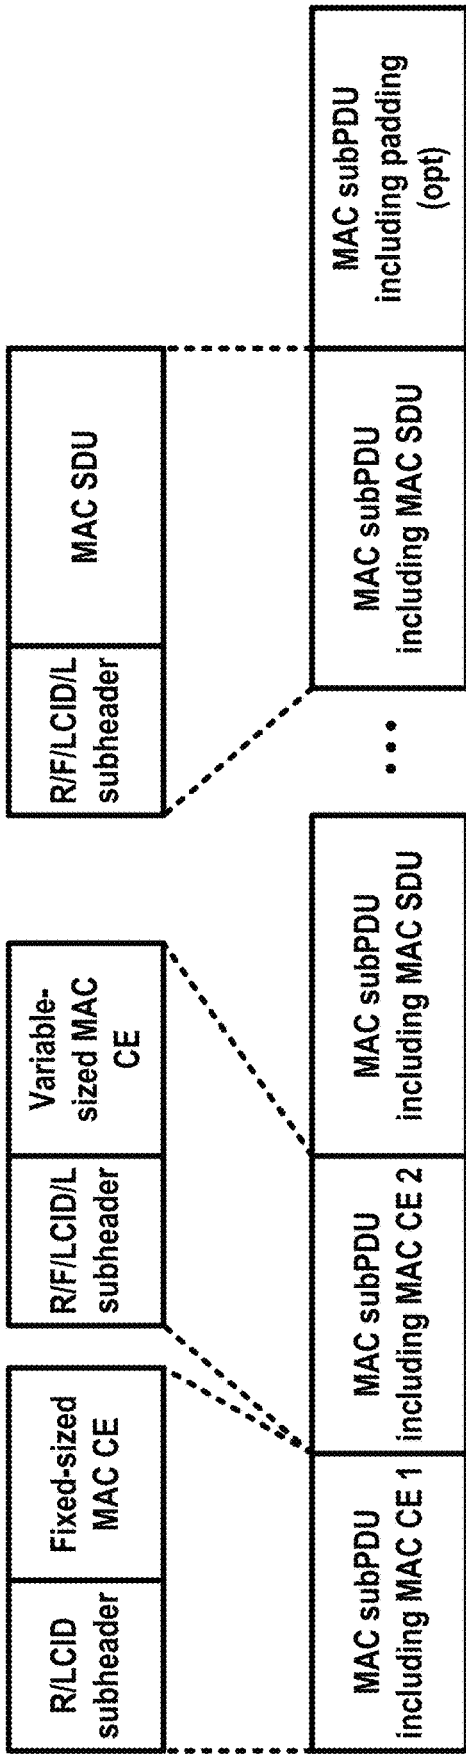 R/LCID
subheader
Fixed-sized
MAC CE
R/F/LCID/L
subheader
Variable-
sized MAC
CE
R/F/LCID/L
subheader
MAC SDU
MAC subPDU
including MAC CE 1
MAC subPDU
including MAC CE 2
MAC subPDU
including MAC SDU
...
MAC subPDU
including MAC SDU
MAC subPDU
including padding
(opt)